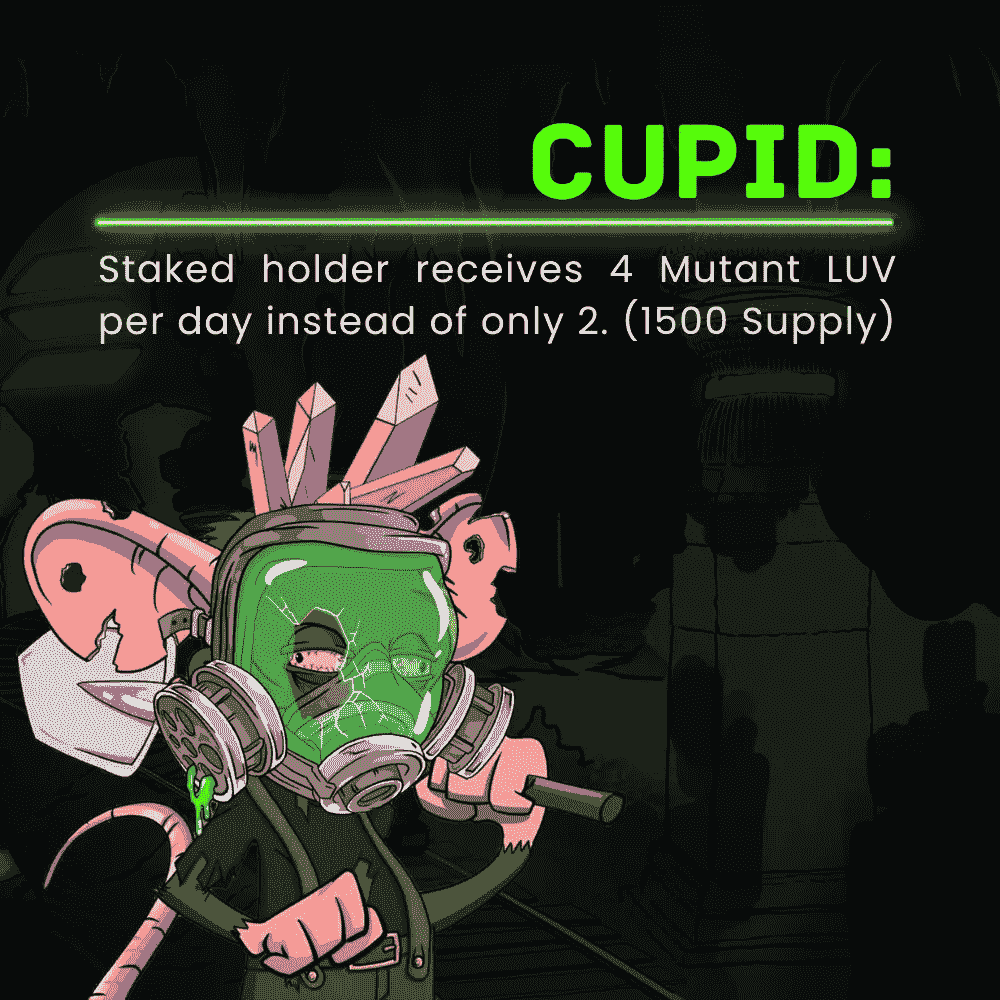 CUPID:
Staked holder receives 4 Mutant LUV
per day instead of only 2. (1500 Supply)